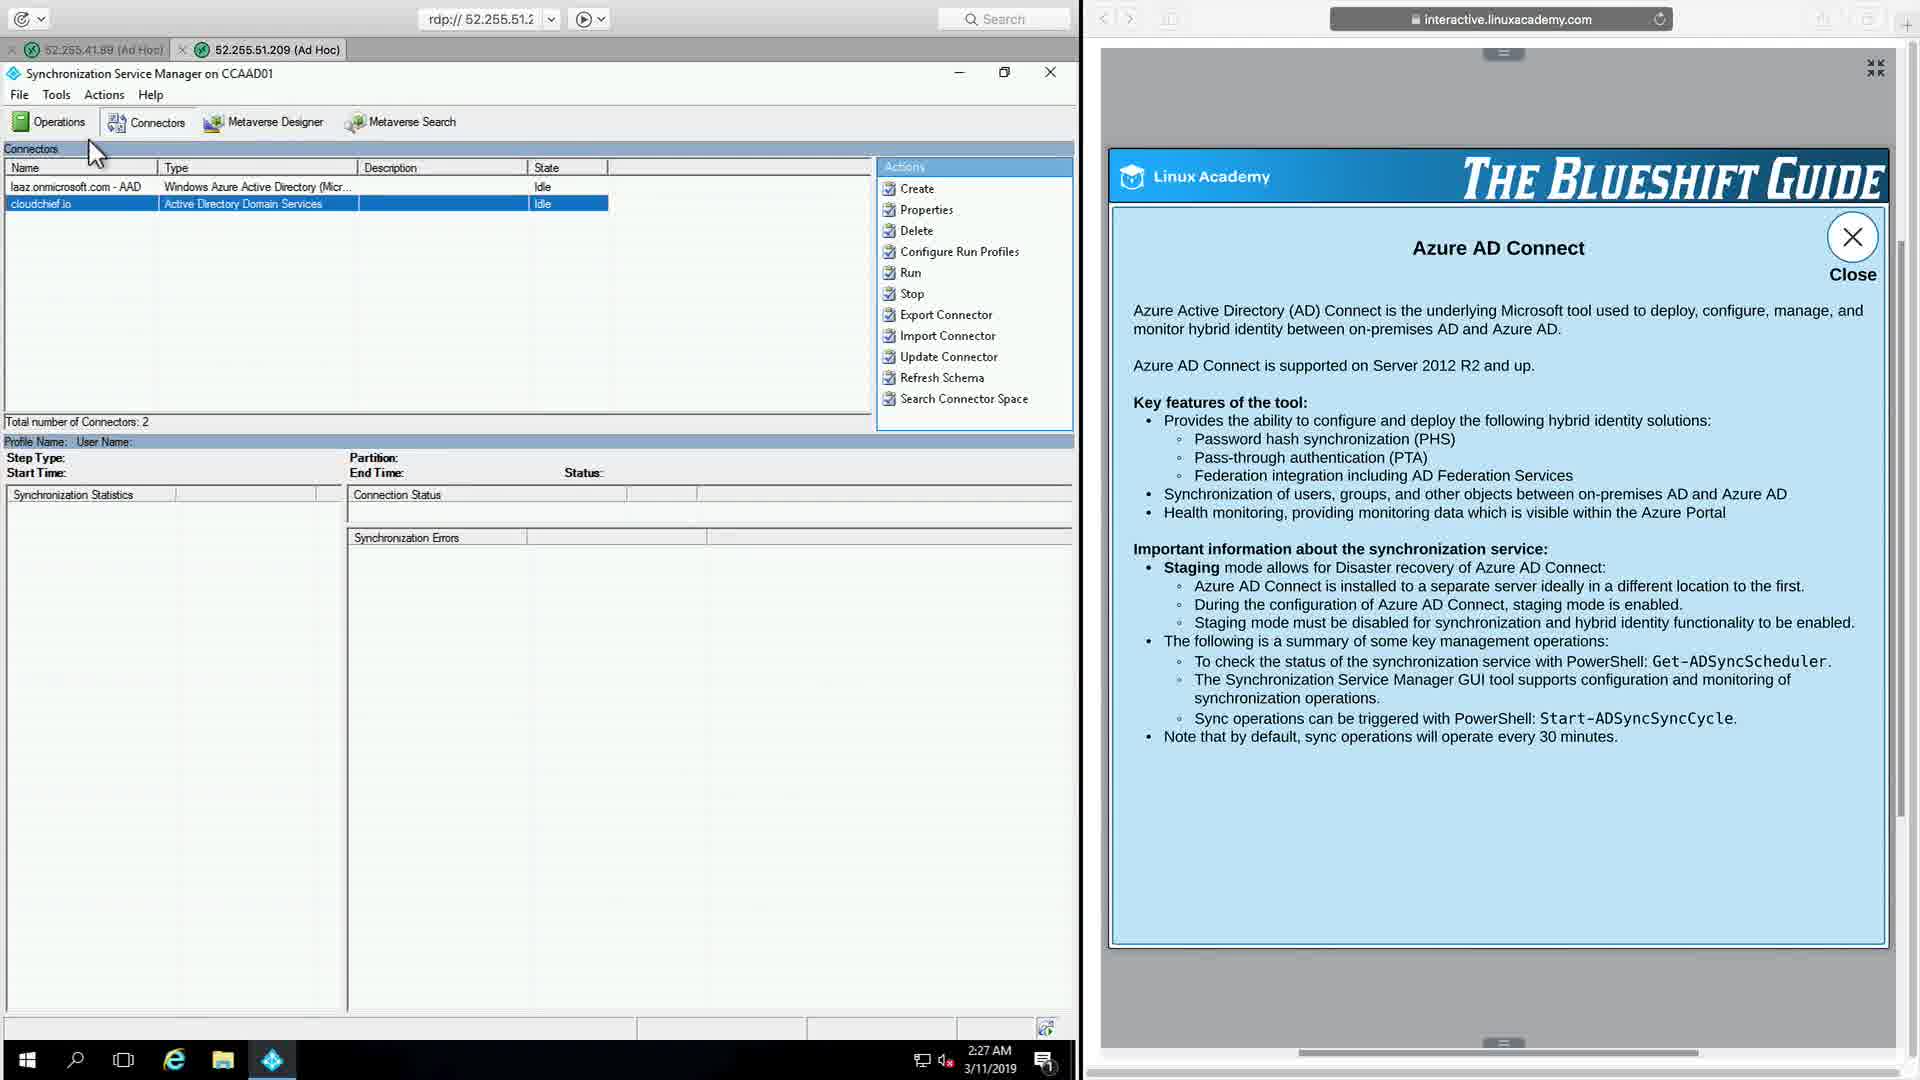 rdp:// 52.255.51.2
Search
52.255.41.89 (Ad Hoc)
52.255.51.209 (Ad Hoc)
Synchronization Service Manager on CCAAD01
File Tools Actions Help
Operations Connectors Metaverse Designer Metaverse Search
Connectors
Name Type Description State
laaz.onmicrosoft.com - AAD Windows Azure Active Directory (Micr... Idle
cloudchief.io Active Directory Domain Services Idle
Actions
Create
Properties
Delete
Configure Run Profiles
Run
Stop
Export Connector
Import Connector
Update Connector
Refresh Schema
Search Connector Space
Total number of Connectors: 2
Profile Name: User Name:
Step Type: Partition:
Start Time: End Time: Status:
Synchronization Statistics Connection Status
Synchronization Errors
2:27 AM
3/11/2019
1
interactive.linuxacademy.com
Linux Academy
THE BLUESHIFT GUIDE
Azure AD Connect
Close
Azure Active Directory (AD) Connect is the underlying Microsoft tool used to deploy, configure, manage, and
monitor hybrid identity between on-premises AD and Azure AD.
Azure AD Connect is supported on Server 2012 R2 and up.
Key features of the tool:
• Provides the ability to configure and deploy the following hybrid identity solutions:
◦ Password hash synchronization (PHS)
◦ Pass-through authentication (PTA)
◦ Federation integration including AD Federation Services
• Synchronization of users, groups, and other objects between on-premises AD and Azure AD
• Health monitoring, providing monitoring data which is visible within the Azure Portal
Important information about the synchronization service:
• Staging mode allows for Disaster recovery of Azure AD Connect:
◦ Azure AD Connect is installed to a separate server ideally in a different location to the first.
◦ During the configuration of Azure AD Connect, staging mode is enabled.
◦ Staging mode must be disabled for synchronization and hybrid identity functionality to be enabled.
• The following is a summary of some key management operations:
◦ To check the status of the synchronization service with PowerShell: Get-ADSyncScheduler.
◦ The Synchronization Service Manager GUI tool supports configuration and monitoring of
synchronization operations.
◦ Sync operations can be triggered with PowerShell: Start-ADSyncSyncCycle.
• Note that by default, sync operations will operate every 30 minutes.